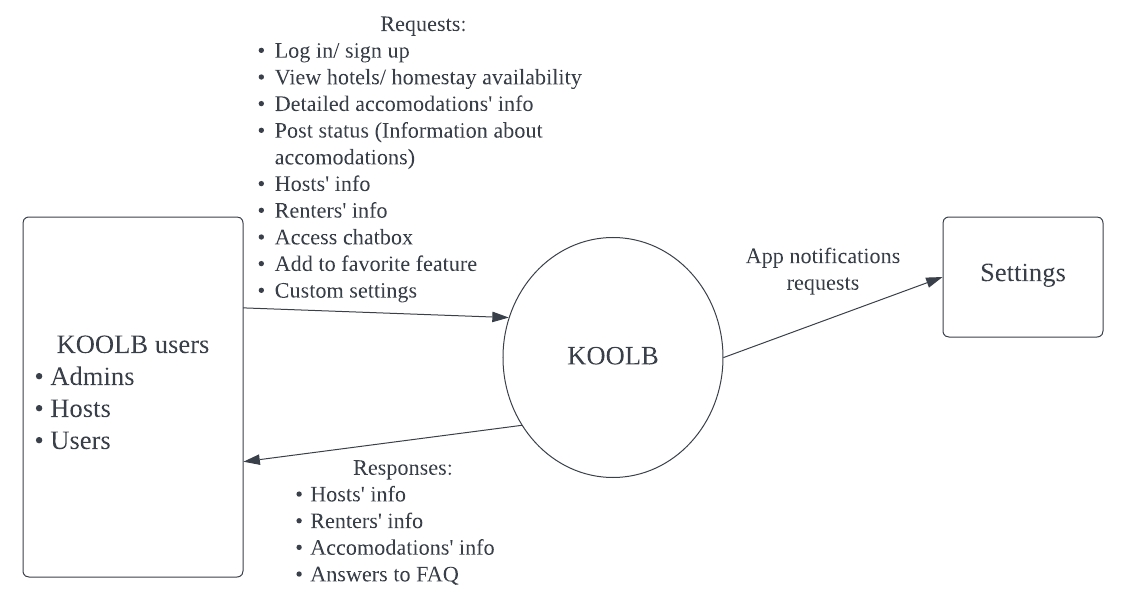 Requests:
• Log in/ sign up
• View hotels/ homestay availability
• Detailed accomodations' info
• Post status (Information about
accomodations)
• Hosts' info
• Renters' info
• Access chatbox
• Add to favorite feature
• Custom settings
KOOLB users
• Admins
• Hosts
• Users
KOOLB
App notifications
requests
Settings
Responses:
• Hosts' info
• Renters' info
• Accomodations' info
• Answers to FAQ